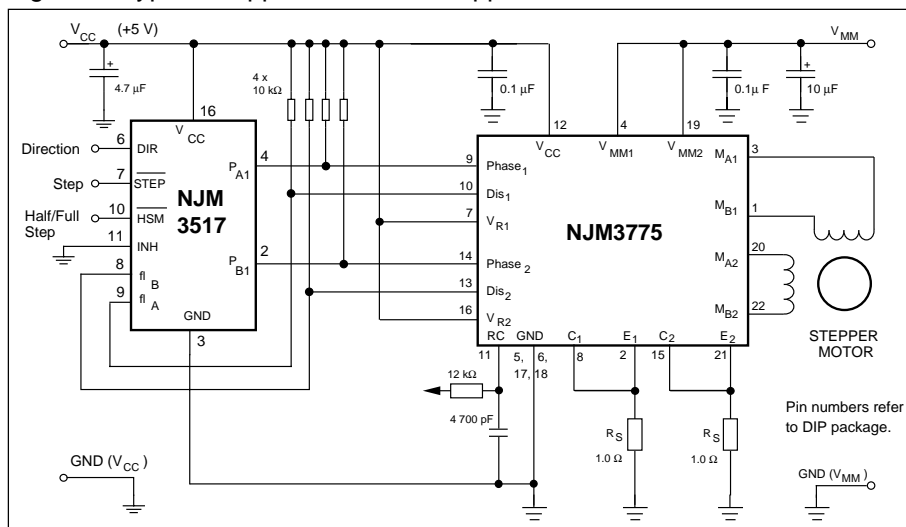 V CC (+5 V)
V MM
4.7 µF
4 x
10 kΩ
0.1 µF
0.1µ F
10 µF
16
V CC
12
4
19
V CC
V MM1
V MM2
Direction
6
DIR
Step
7
STEP
Half/Full
Step
10
HSM
11
INH
8
fl B
9
fl A
NJM
3517
4
P A1
2
P B1
GND
3
9
Phase 1
10
Dis 1
7
V R1
14
Phase 2
13
Dis 2
16
V R2
NJM3775
3
M A1
1
M B1
20
M A2
22
M B2
STEPPER
MOTOR
RC
GND
C 1
E 1
C 2
E 2
11
5,
6,
17, 18
8
2
15
21
12 kΩ
4 700 pF
R S
1.0 Ω
R S
1.0 Ω
Pin numbers refer
to DIP package.
GND (V CC )
GND (V MM )